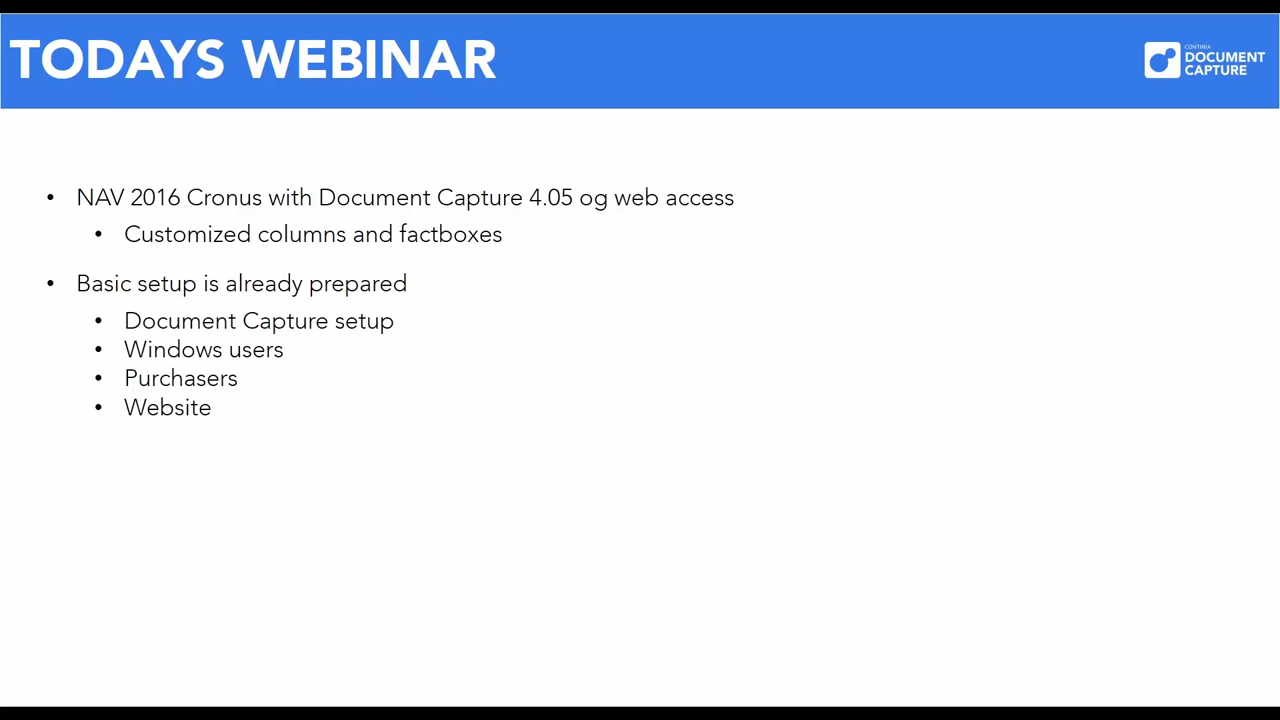 TODAYS WEBINAR
CONTINIA
DOCUMENT
CAPTURE
• NAV 2016 Cronus with Document Capture 4.05 og web access
• Customized columns and factboxes
• Basic setup is already prepared
• Document Capture setup
• Windows users
• Purchasers
• Website